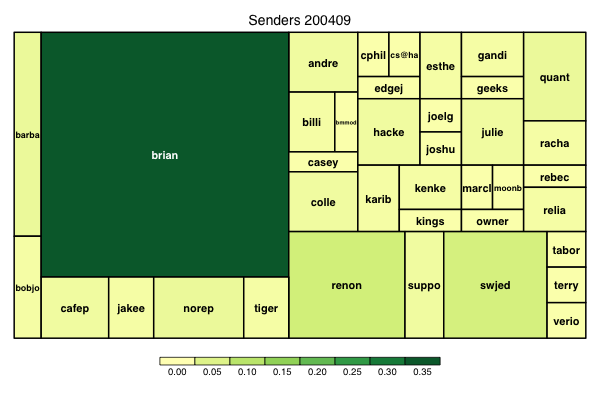 Senders 200409
barba
brian
bobjo
cafep
jakee
norep
tiger
andre
billi
bmmod
casey
colle
cphil
cs@ha
edgej
esthe
gandi
geeks
quant
hacke
joelg
joshu
julie
racha
karib
kenke
kings
marcl
moonb
owner
rebec
relia
renon
suppo
swjed
tabor
terry
verio
0.00 0.05 0.10 0.15 0.20 0.25 0.30 0.35